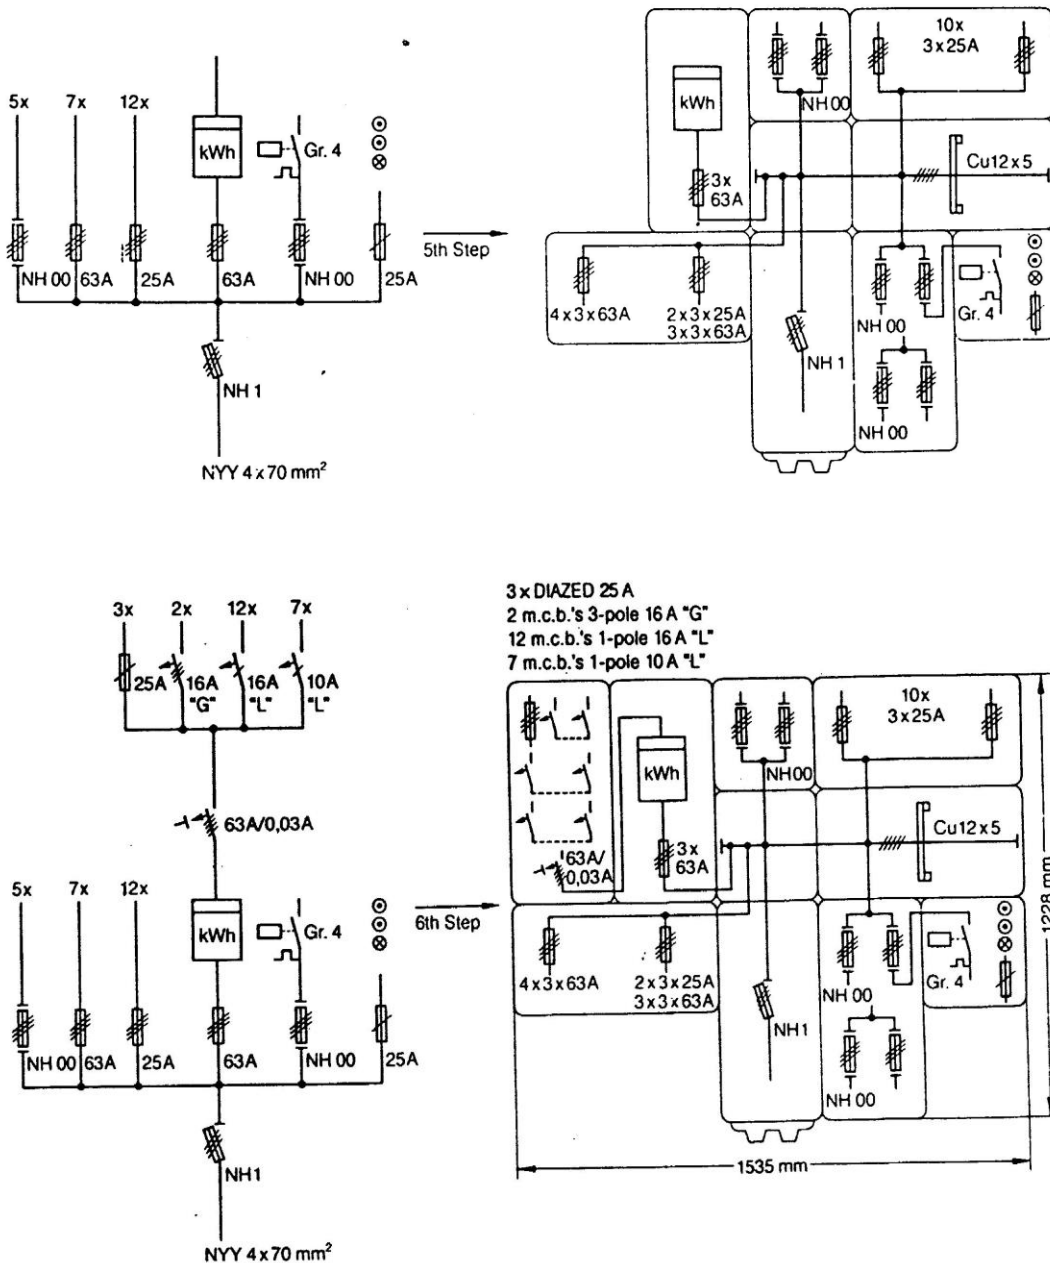 5x 7x 12x
kWh
Gr. 4
NH 00 63A 25A 63A NH 00 25A
NH 1
NYY 4 x 70 mm²
5th Step
kWh
3x
63A
NH 00
10x
3 x 25A
Cu 12 x 5
4 x 3 x 63A
2 x 3 x 25A
3 x 3 x 63A
NH 1
NH 00
Gr. 4
NH 00
3x 2x 12x 7x
25A 16A 16A 10A
"G" "L" "L"
63A/0,03A
5x 7x 12x
kWh
Gr. 4
NH 00 63A 25A 63A NH 00 25A
NH1
NYY 4 x 70 mm²
6th Step
3 x DIAZED 25 A
2 m.c.b.'s 3-pole 16 A "G"
12 m.c.b.'s 1-pole 16 A "L"
7 m.c.b.'s 1-pole 10 A "L"
63A/
0,03A
kWh
3x
63A
NH00
10x
3 x 25A
Cu 12 x 5
4 x 3 x 63A
2 x 3 x 25A
3 x 3 x 63A
NH1
NH 00
Gr. 4
NH 00
1228 mm
1535 mm